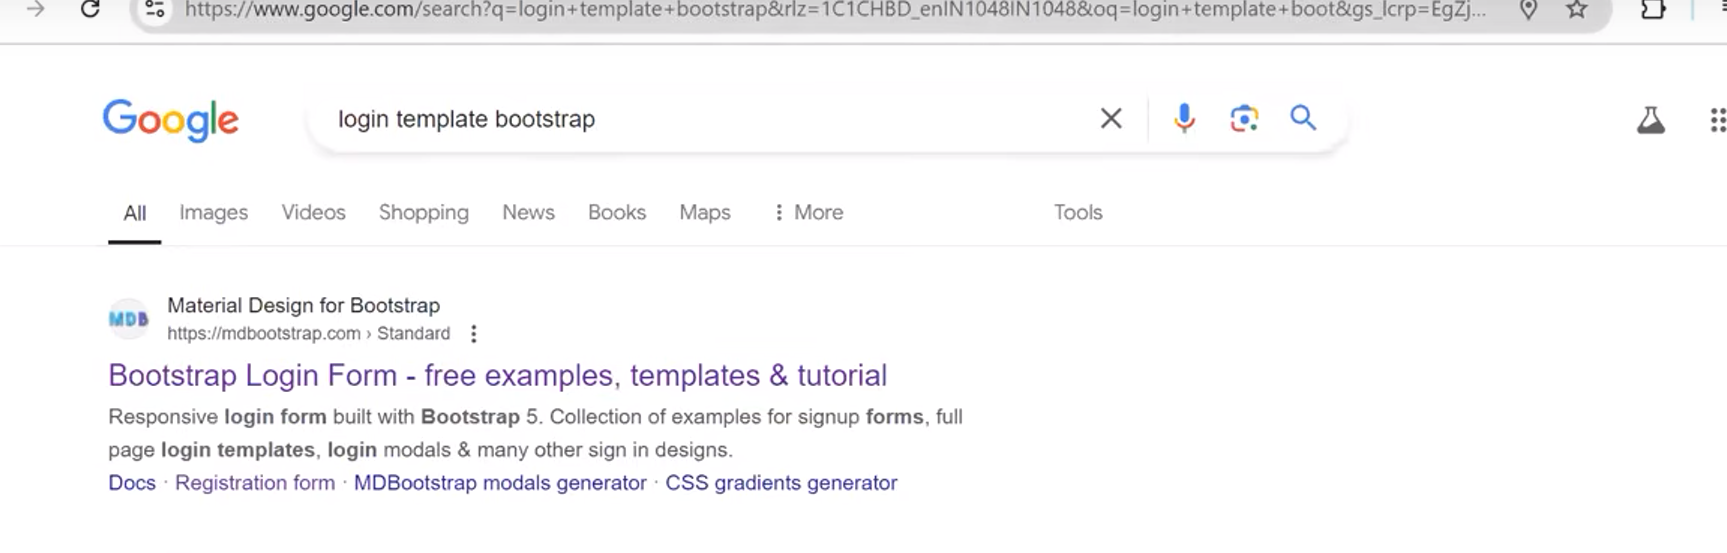 https://www.google.com/search?q=login+template+bootstrap&rlz=1C1CHBD_enIN1048IN1048&oq=login+template+boot&gs_lcrp=EgZj...
Google
login template bootstrap
All Images Videos Shopping News Books Maps More Tools
MDB
Material Design for Bootstrap
https://mdbootstrap.com › Standard
Bootstrap Login Form - free examples, templates & tutorial
Responsive login form built with Bootstrap 5. Collection of examples for signup forms, full
page login templates, login modals & many other sign in designs.
Docs · Registration form · MDBootstrap modals generator · CSS gradients generator